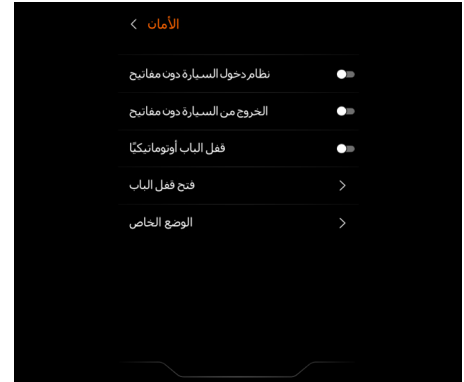 الأمان
نظام دخول السيارة دون مفاتيح
الخروج من السيارة دون مفاتيح
قفل الباب أوتوماتيكيًا
فتح قفل الباب
الوضع الخاص